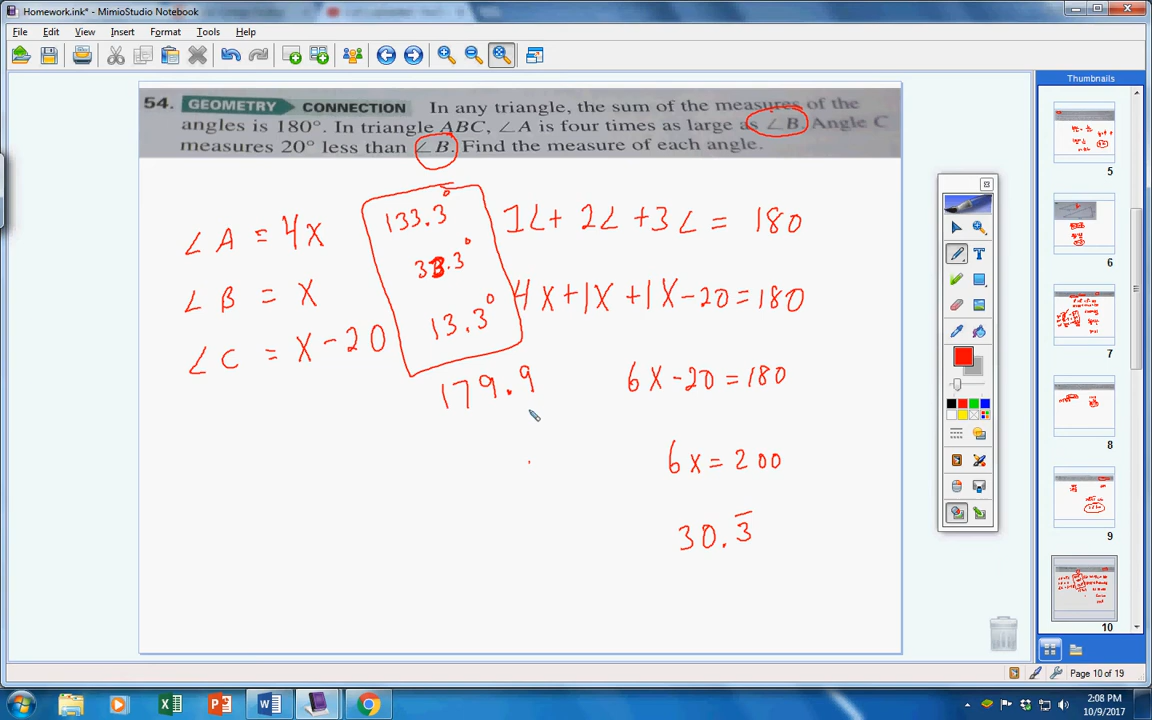 Homework.ink* - MimioStudio Notebook
File Edit View Insert Format Tools Help
54. GEOMETRY CONNECTION In any triangle, the sum of the measures of the
angles is 180°. In triangle ABC, ∠A is four times as large as ∠B. Angle C
measures 20° less than ∠B. Find the measure of each angle.
∠A = 4x
∠B = x
∠C = x-20
133.3°
33.3°
13.3°
179.9
1∠+ 2∠ +3∠ = 180
4x+1x+1x-20=180
6x-20=180
6x=200
30.3̅
Thumbnails
5
6
7
8
9
10
Page 10 of 19
2:08 PM
10/9/2017